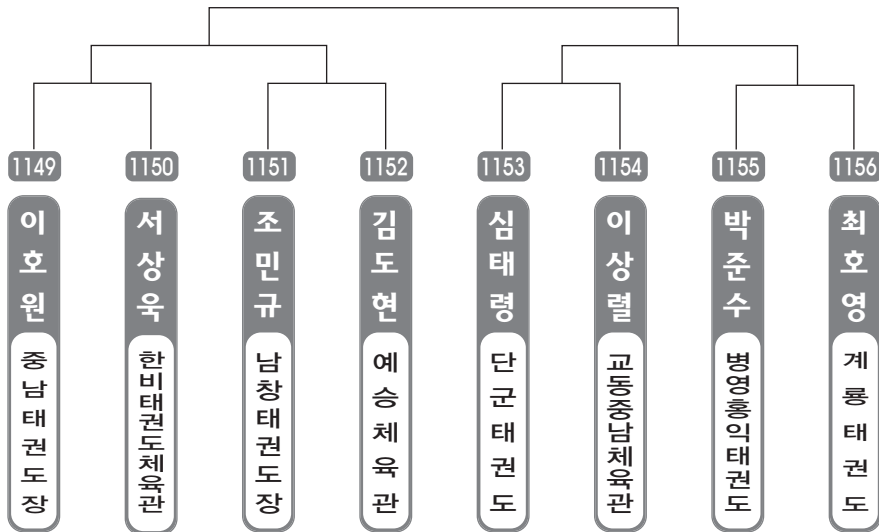 1149
이호원
중남태권도장
1150
서상욱
한비태권도체육관
1151
조민규
남창태권도장
1152
김도현
예승체육관
1153
심태령
단군태권도
1154
이상렬
교동중남체육관
1155
박준수
병영홍익태권도
1156
최호영
계룡태권도